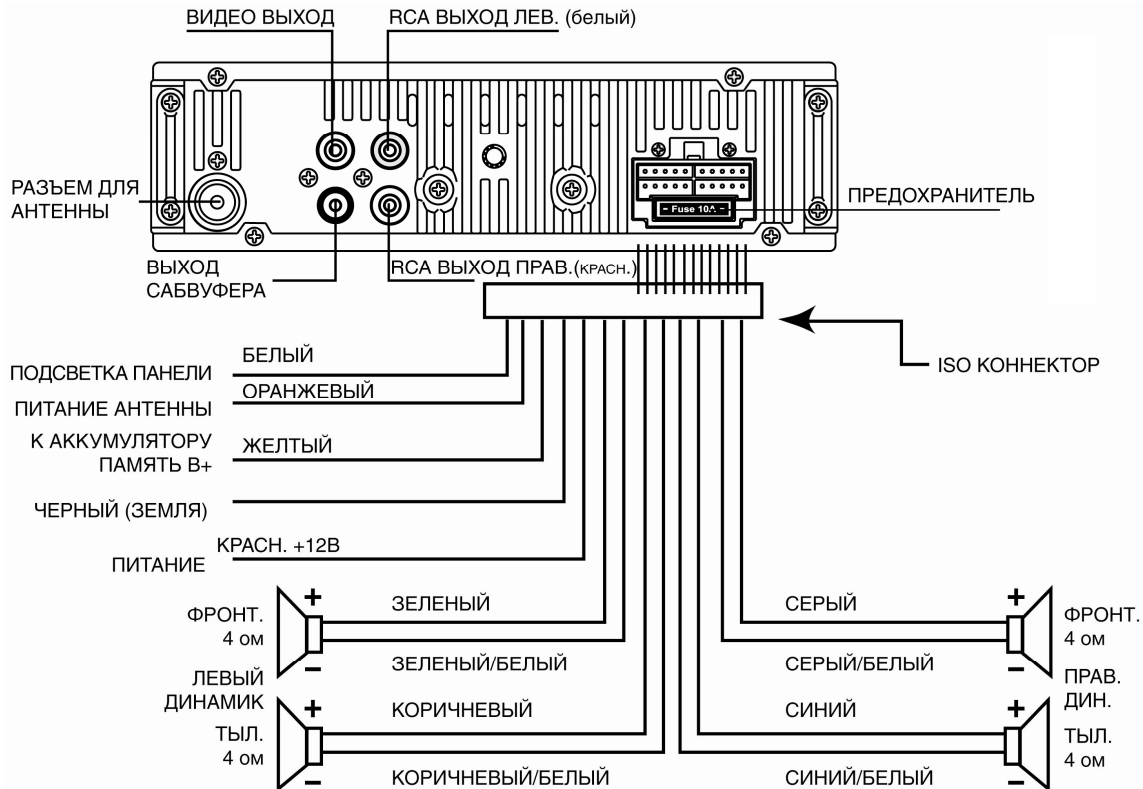 ВИДЕО ВЫХОД
RCA ВЫХОД ЛЕВ. (белый)
РАЗЪЕМ ДЛЯ
АНТЕННЫ
ПРЕДОХРАНИТЕЛЬ
- Fuse 10A -
ВЫХОД
САБВУФЕРА
RCA ВЫХОД ПРАВ.(КРАСН.)
ISO КОННЕКТОР
БЕЛЫЙ
ПОДСВЕТКА ПАНЕЛИ
ОРАНЖЕВЫЙ
ПИТАНИЕ АНТЕННЫ
К АККУМУЛЯТОРУ
ПАМЯТЬ В+
ЖЕЛТЫЙ
ЧЕРНЫЙ (ЗЕМЛЯ)
КРАСН. +12В
ПИТАНИЕ
ФРОНТ.
4 ом
+
−
ЗЕЛЕНЫЙ
ЗЕЛЕНЫЙ/БЕЛЫЙ
СЕРЫЙ
СЕРЫЙ/БЕЛЫЙ
+
−
ФРОНТ.
4 ом
ЛЕВЫЙ
ДИНАМИК
ПРАВ.
ДИН.
ТЫЛ.
4 ом
+
−
КОРИЧНЕВЫЙ
КОРИЧНЕВЫЙ/БЕЛЫЙ
СИНИЙ
СИНИЙ/БЕЛЫЙ
+
−
ТЫЛ.
4 ом